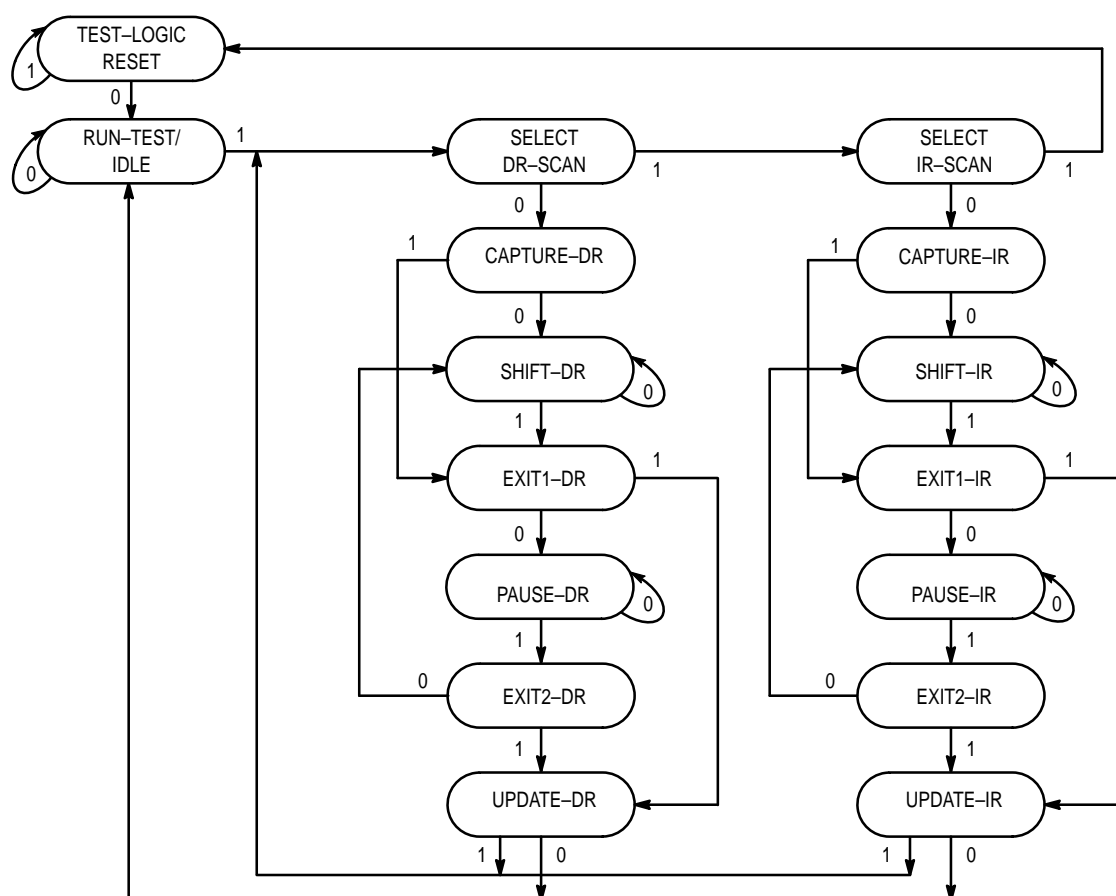 TEST–LOGIC
RESET
1
0
RUN–TEST/
IDLE
0
1
SELECT
DR–SCAN
1
0
SELECT
IR–SCAN
1
0
CAPTURE–DR
1
0
SHIFT–DR
0
1
EXIT1–DR
1
0
PAUSE–DR
0
1
EXIT2–DR
0
1
UPDATE–DR
1
0
CAPTURE–IR
1
0
SHIFT–IR
0
1
EXIT1–IR
1
0
PAUSE–IR
0
1
EXIT2–IR
0
1
UPDATE–IR
1
0